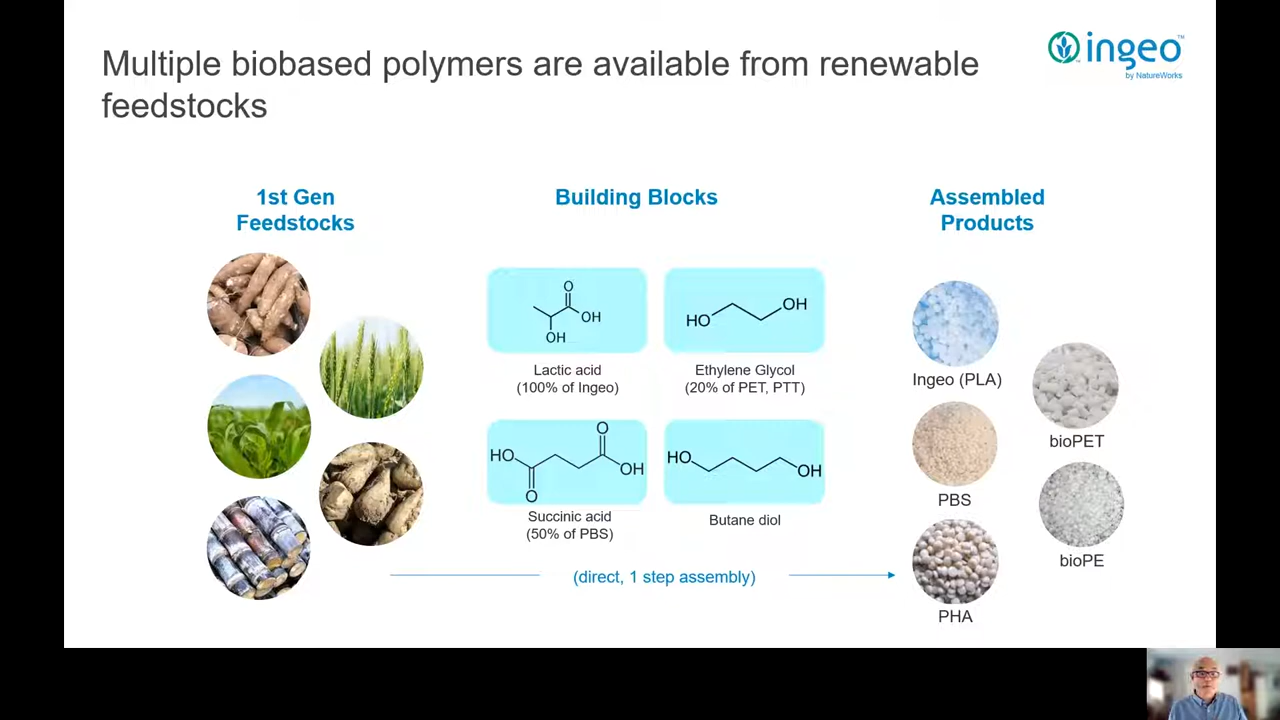 Multiple biobased polymers are available from renewable
feedstocks
ingeo™
by NatureWorks
1st Gen
Feedstocks
Building Blocks
Assembled
Products
O
OH
OH
Lactic acid
(100% of Ingeo)
HO
OH
Ethylene Glycol
(20% of PET, PTT)
HO
O
O
OH
Succinic acid
(50% of PBS)
HO
OH
Butane diol
(direct, 1 step assembly)
Ingeo (PLA)
bioPET
PBS
bioPE
PHA